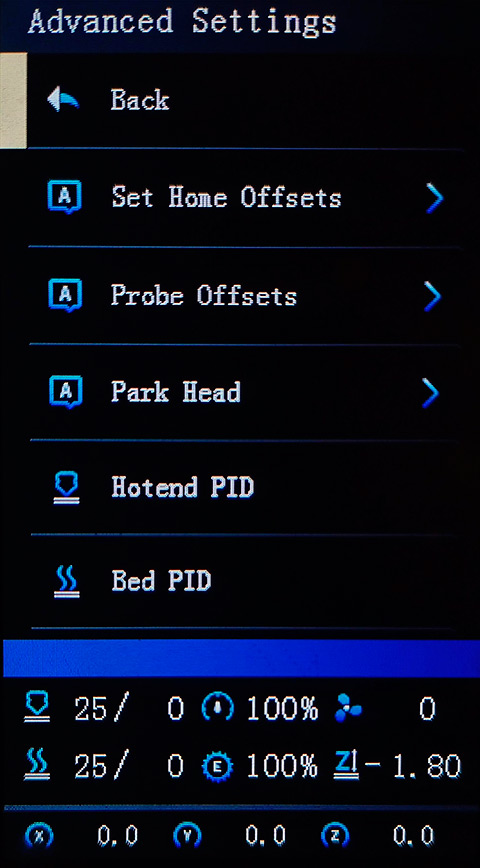 Advanced Settings
Back
A Set Home Offsets
A Probe Offsets
A Park Head
Hotend PID
Bed PID
25/ 0 100% 0
25/ 0 E 100% Z -1.80
X 0.0 Y 0.0 Z 0.0